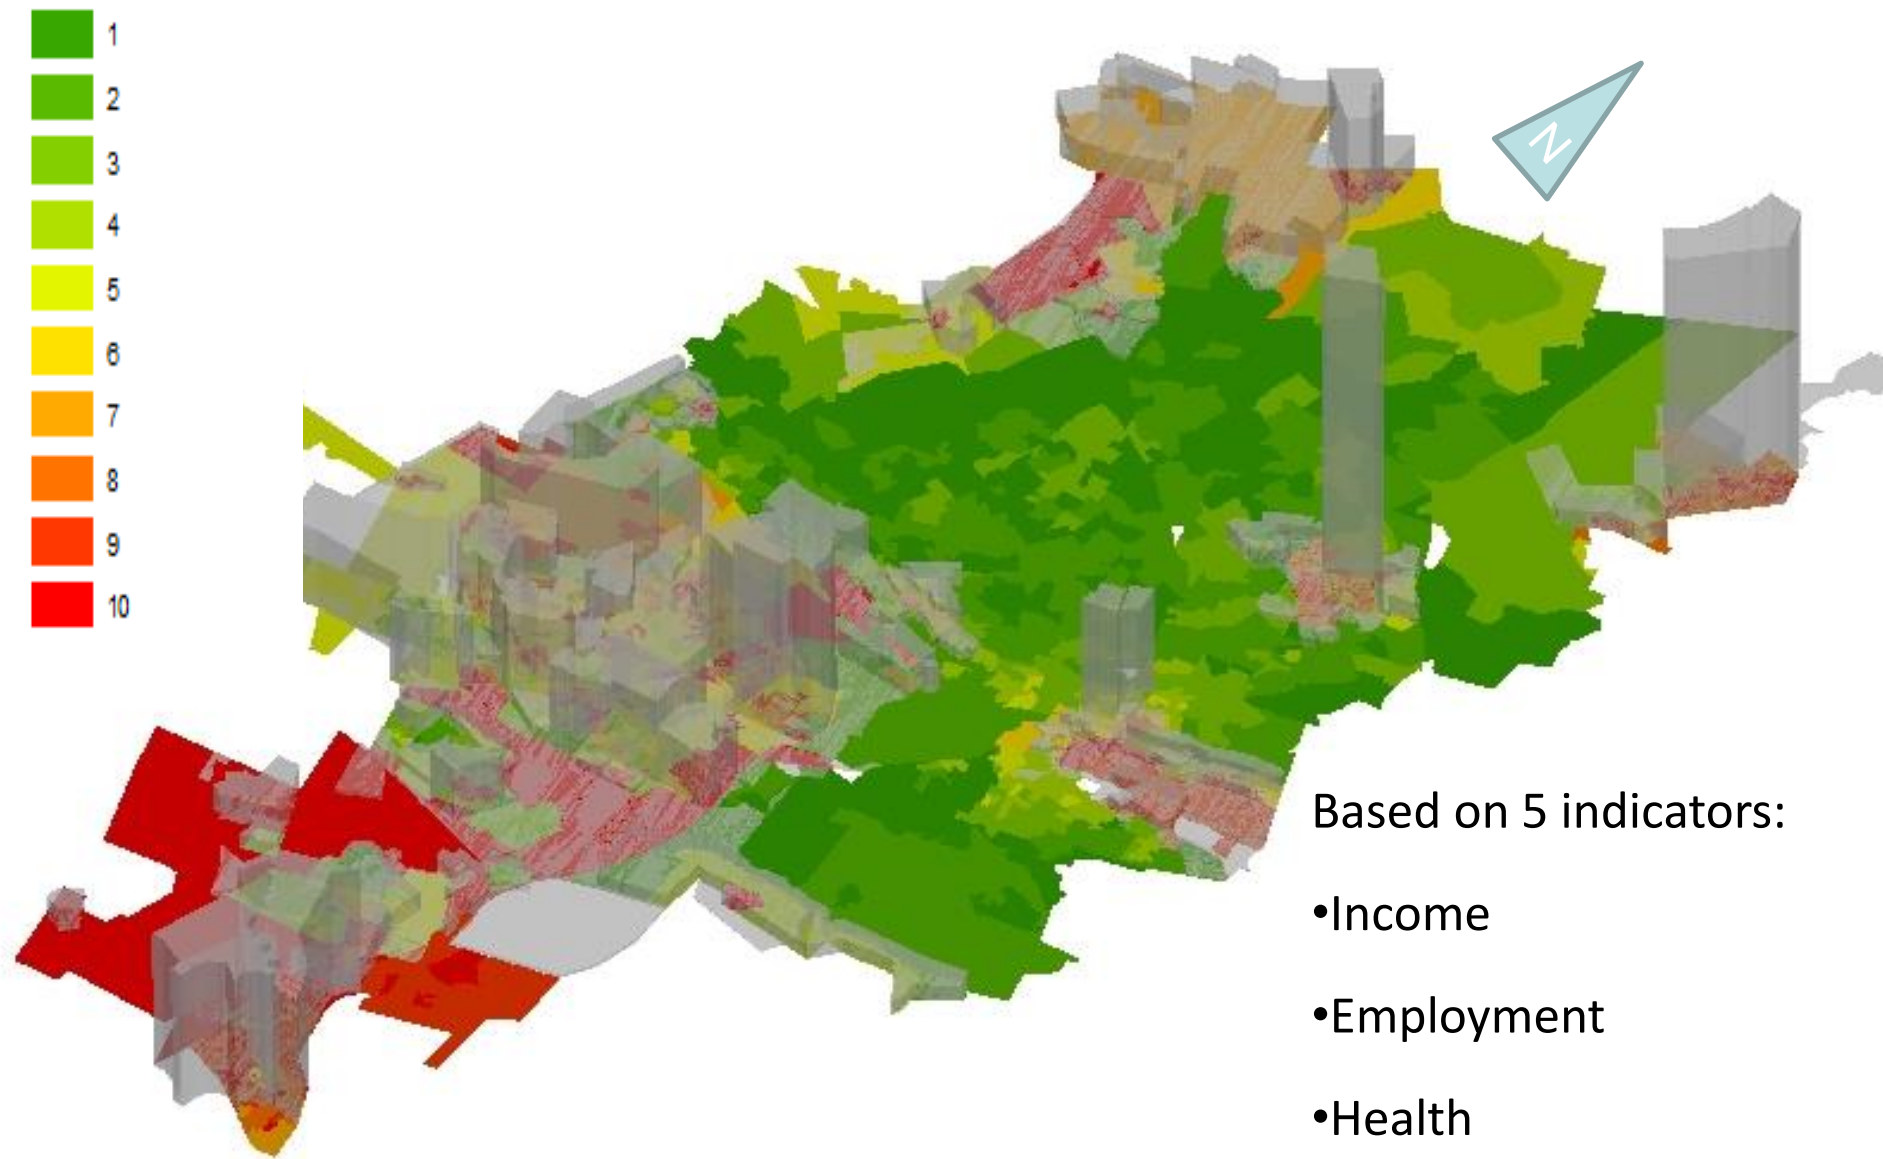 1
2
3
4
5
6
7
8
9
10
N
Based on 5 indicators:
•Income
•Employment
•Health